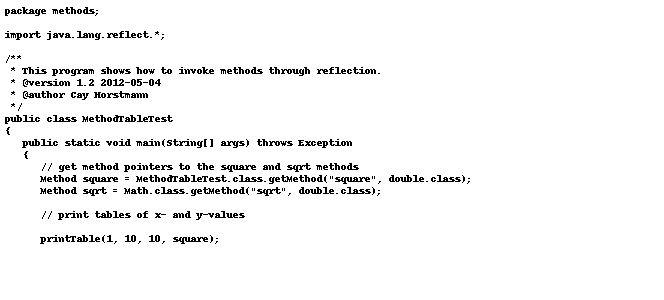 package methods;
import java.lang.reflect.*;
/**
 * This program shows how to invoke methods through reflection.
 * @version 1.2 2012-05-04
 * @author Cay Horstmann
 */
public class MethodTableTest
{
   public static void main(String[] args) throws Exception
   {
      // get method pointers to the square and sqrt methods
      Method square = MethodTableTest.class.getMethod("square", double.class);
      Method sqrt = Math.class.getMethod("sqrt", double.class);
      // print tables of x- and y-values
      printTable(1, 10, 10, square);